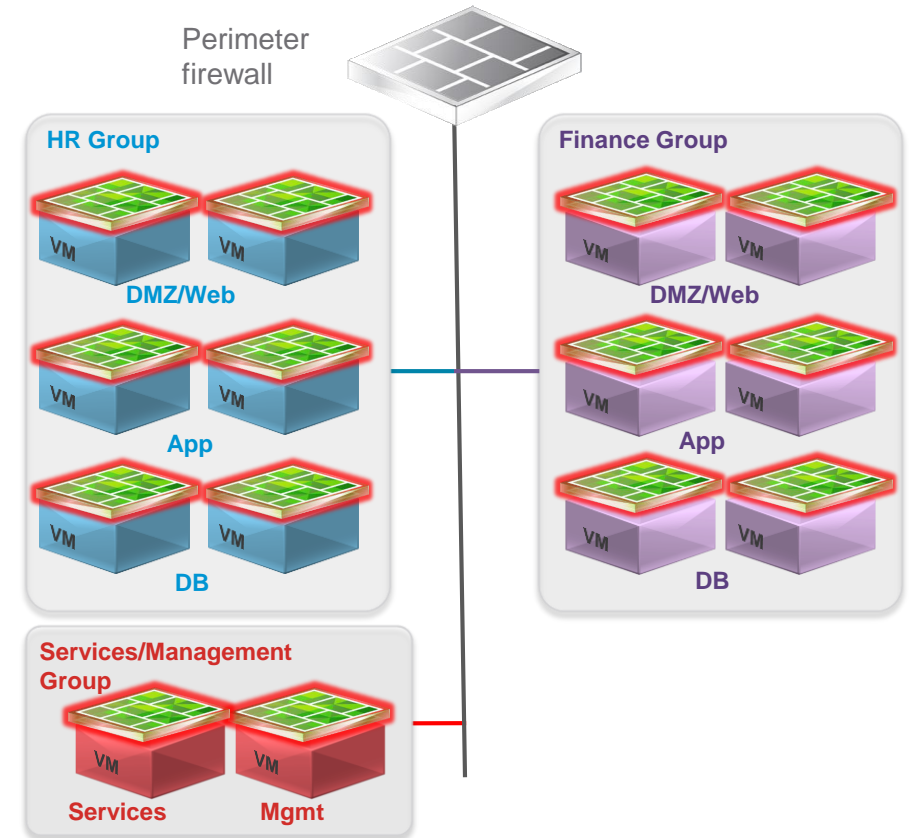 Perimeter
firewall
HR Group
VM VM
DMZ/Web
VM VM
App
VM VM
DB
Finance Group
VM VM
DMZ/Web
VM VM
App
VM VM
DB
Services/Management
Group
VM VM
Services Mgmt